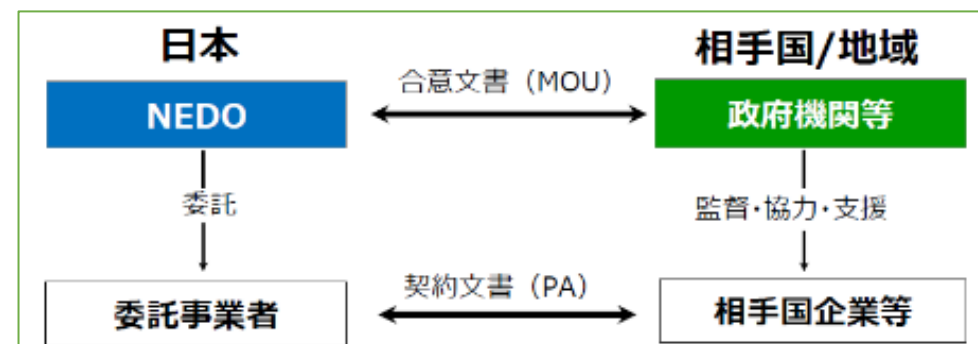 日本
相手国/地域
合意文書（MOU）
NEDO
政府機関等
委託
監督･協力･支援
契約文書（PA）
委託事業者
相手国企業等